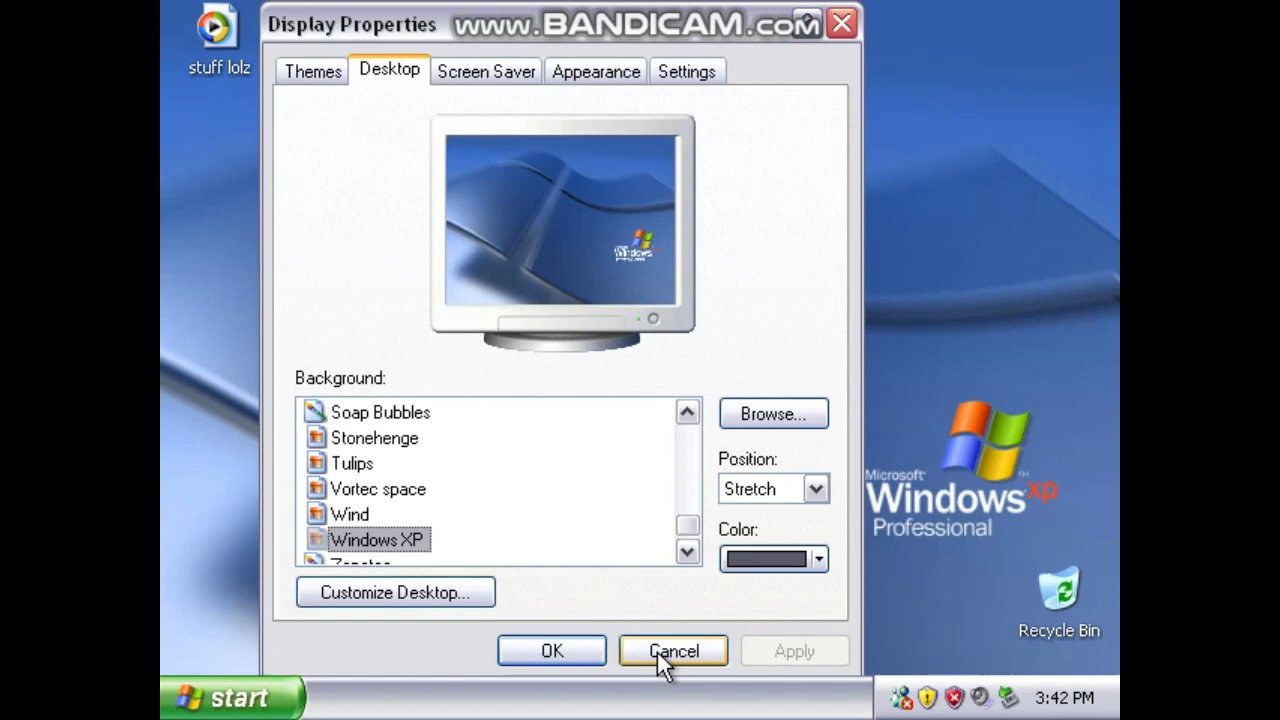 stuff lolz
Display Properties
www.BANDICAM.com
Themes
Desktop
Screen Saver
Appearance
Settings
Windows
Background:
Soap Bubbles
Stonehenge
Tulips
Vortec space
Wind
Windows XP
Browse...
Position:
Stretch
Color:
Customize Desktop...
OK
Cancel
Apply
Microsoft
Windows xp
Professional
Recycle Bin
start
3:42 PM